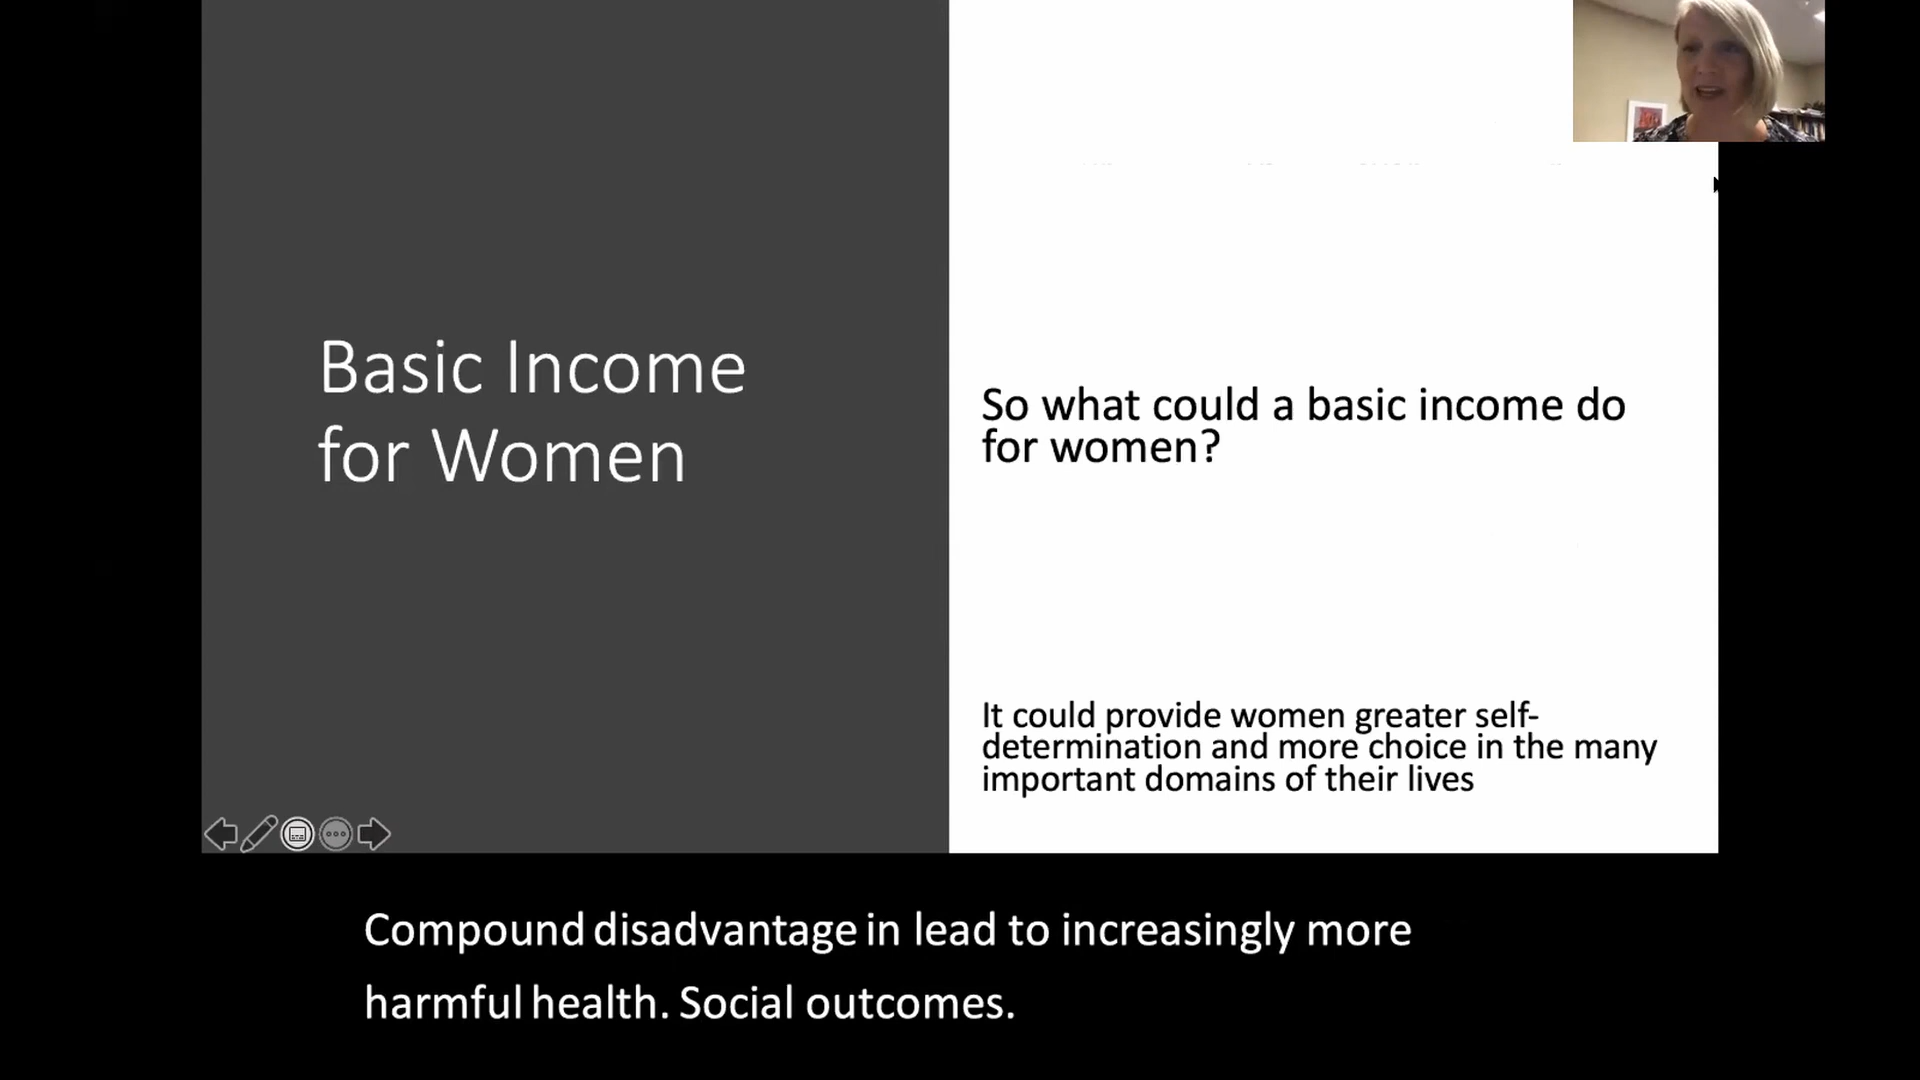 Basic Income
for Women
So what could a basic income do
for women?
It could provide women greater self-
determination and more choice in the many
important domains of their lives
Compound disadvantage in lead to increasingly more
harmful health. Social outcomes.